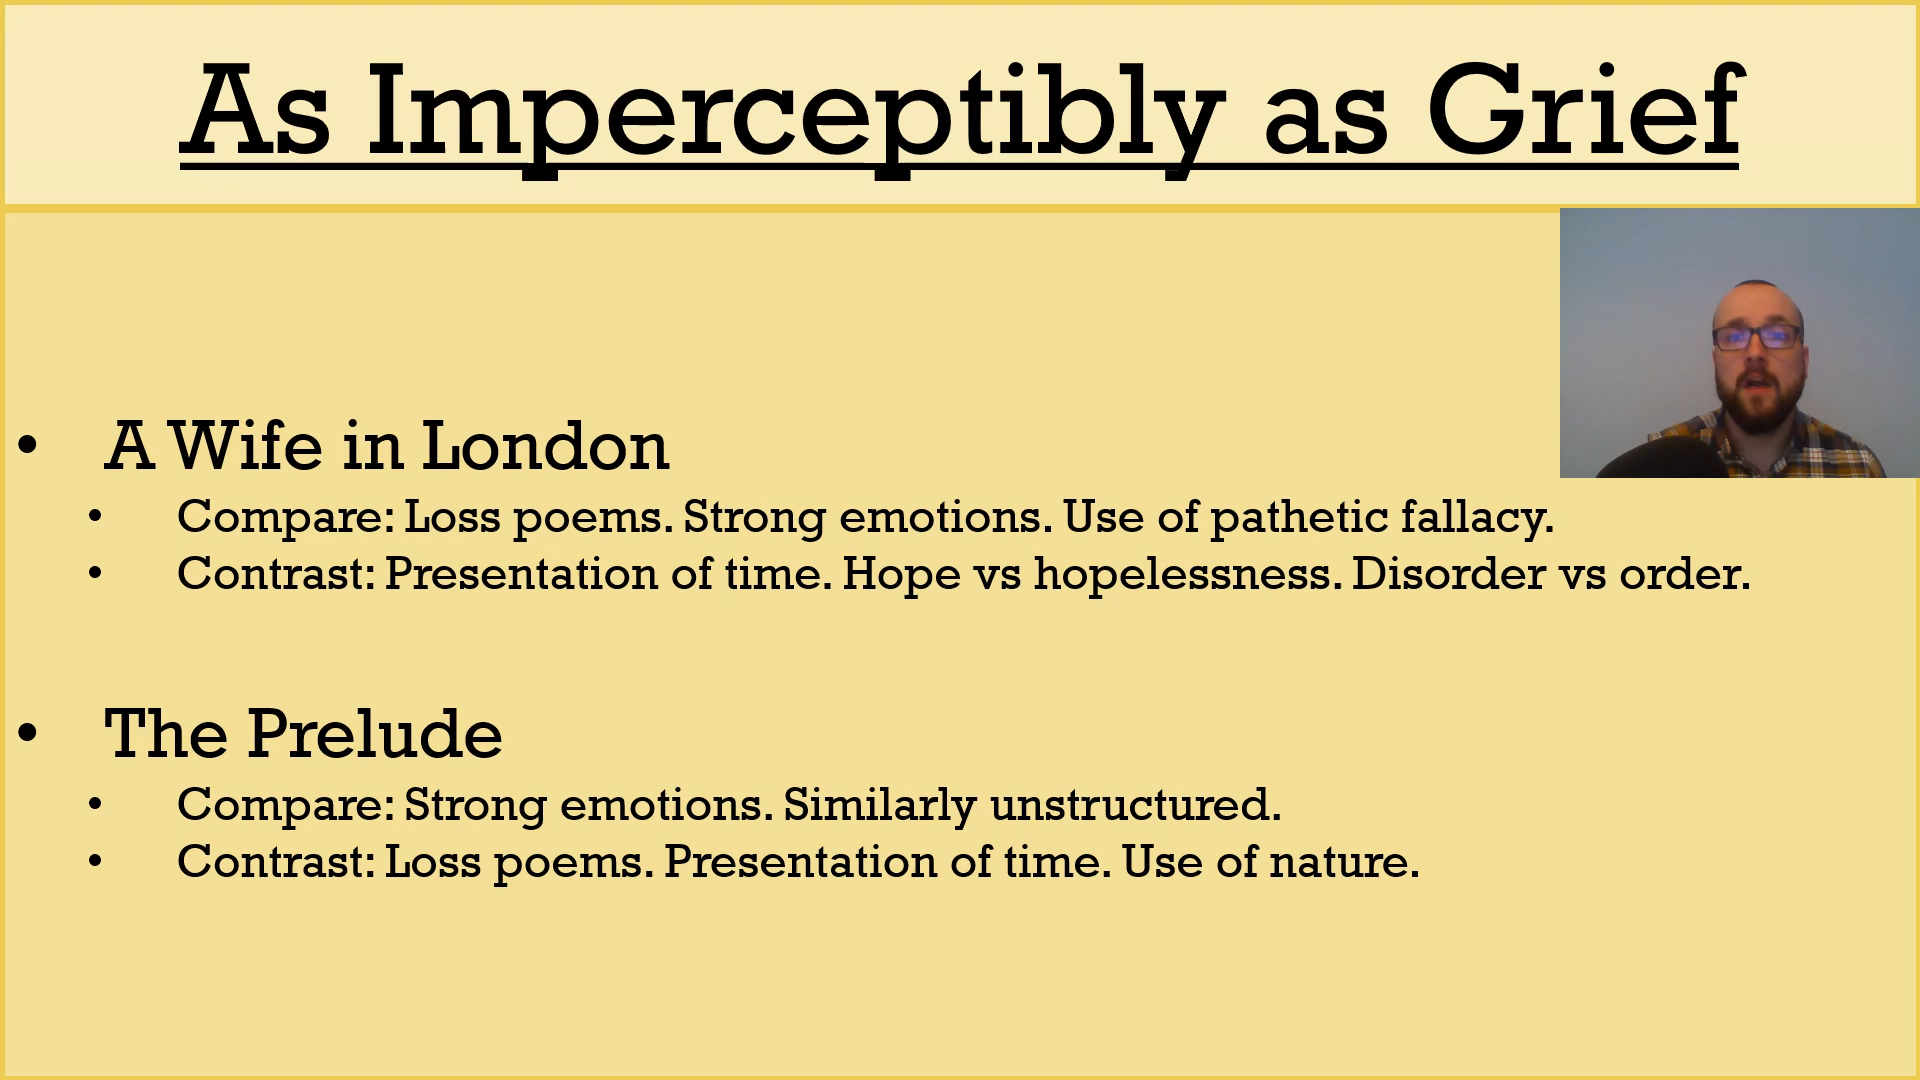 As Imperceptibly as Grief
• A Wife in London
• Compare: Loss poems. Strong emotions. Use of pathetic fallacy.
• Contrast: Presentation of time. Hope vs hopelessness. Disorder vs order.
• The Prelude
• Compare: Strong emotions. Similarly unstructured.
• Contrast: Loss poems. Presentation of time. Use of nature.